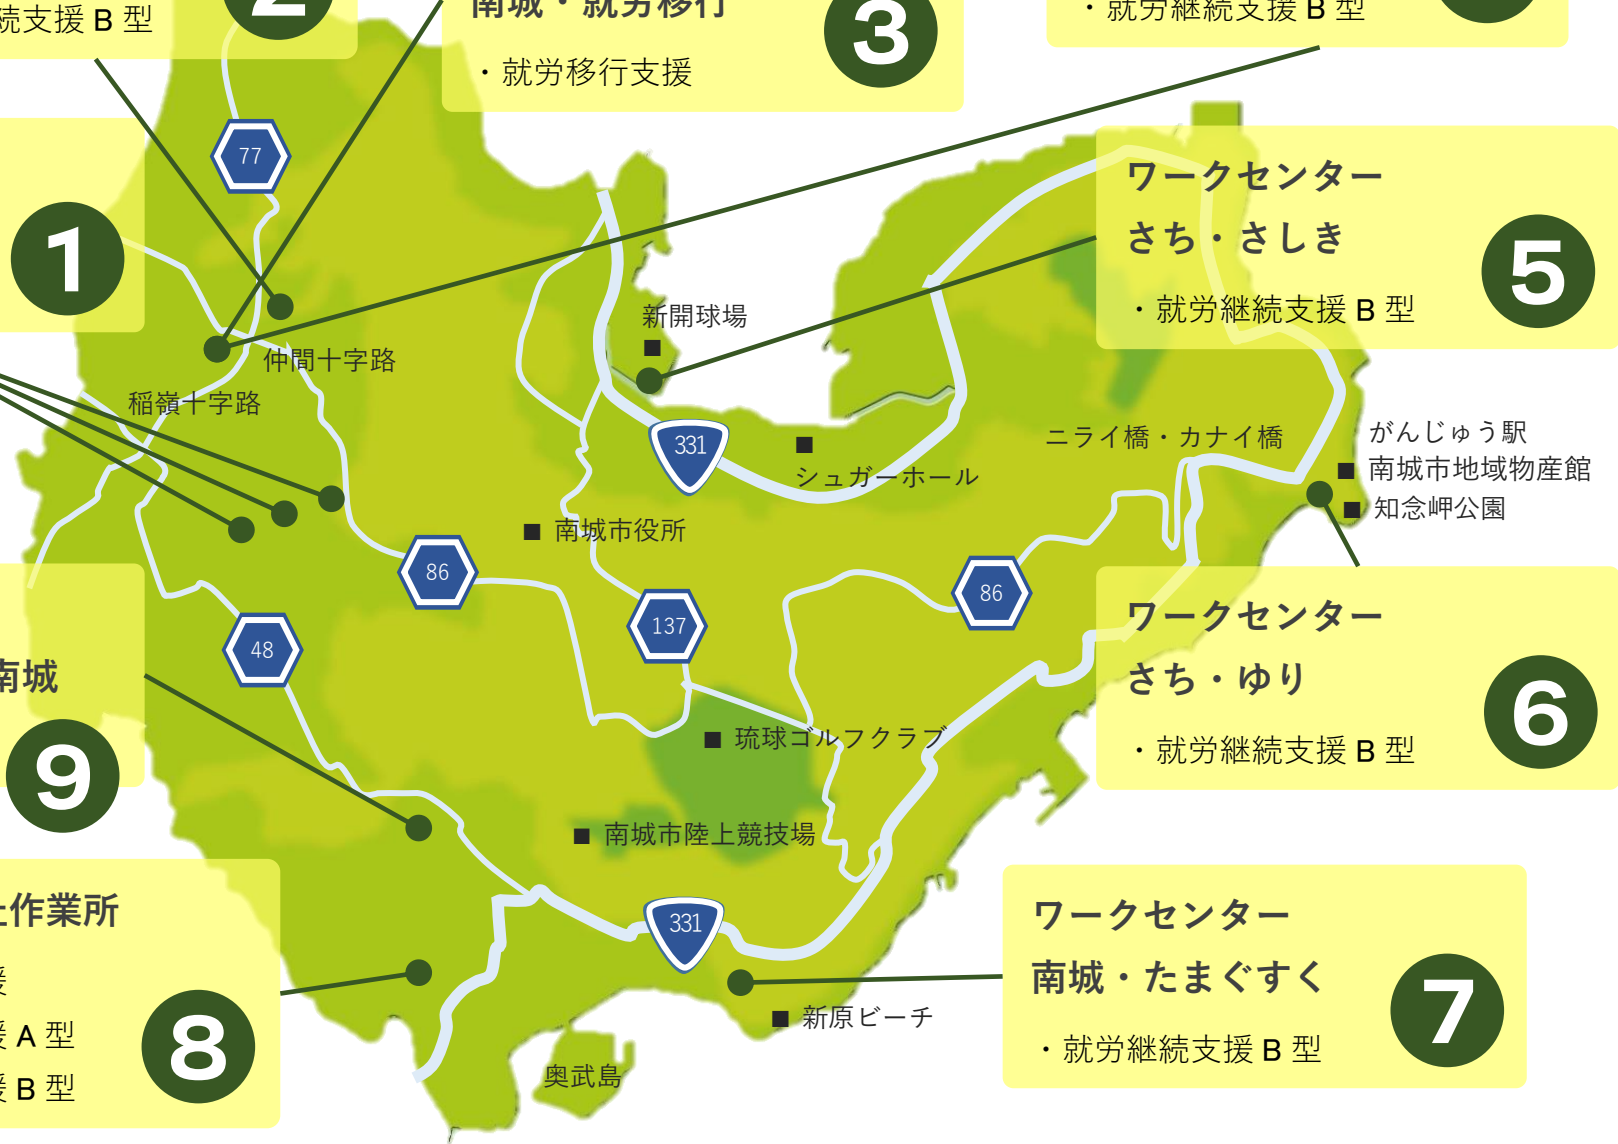 続支援 B 型
2
南城・就労移行
・就労移行支援
3
・就労継続支援 B 型
77
1
ワークセンター
さち・さしき
・就労継続支援 B 型
5
新開球場
仲間十字路
稲嶺十字路
331
シュガーホール
ニライ橋・カナイ橋
がんじゅう駅
南城市地域物産館
知念岬公園
南城市役所
86
86
137
48
南城
9
ワークセンター
さち・ゆり
・就労継続支援 B 型
6
琉球ゴルフクラブ
南城市陸上競技場
作業所
援
援 A 型
援 B 型
8
331
ワークセンター
南城・たまぐすく
・就労継続支援 B 型
7
新原ビーチ
奥武島